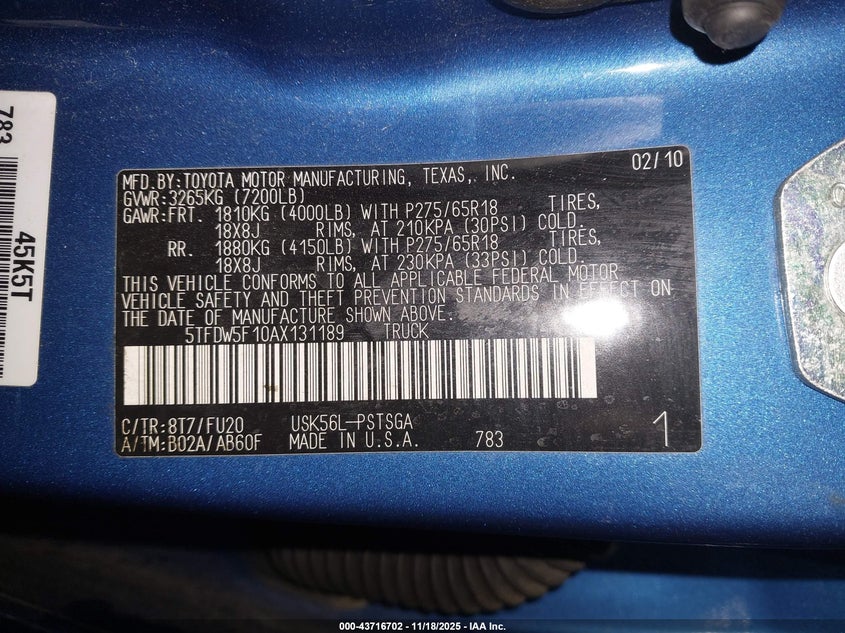 MFD.BY:TOYOTA MOTOR MANUFACTURING, TEXAS, INC. 02/10
GVWR:3265KG (7200LB)
GAWR:FRT. 1810KG (4000LB) WITH P275/65R18 TIRES,
18X8J RIMS, AT 210KPA (30PSI) COLD.
RR. 1880KG (4150LB) WITH P275/65R18 TIRES,
18X8J RIMS, AT 230KPA (33PSI) COLD.
THIS VEHICLE CONFORMS TO ALL APPLICABLE FEDERAL MOTOR
VEHICLE SAFETY AND THEFT PREVENTION STANDARDS IN EFFECT ON
THE DATE OF MANUFACTURE SHOWN ABOVE.
5TFDW5F10AX131189 TRUCK
C/TR:8T7/FU20 USK56L-PSTSGA
A/TM:B02A/AB60F MADE IN U.S.A. 783 1
783
45K5T
000-43716702 - 11/18/2025 - IAA Inc.